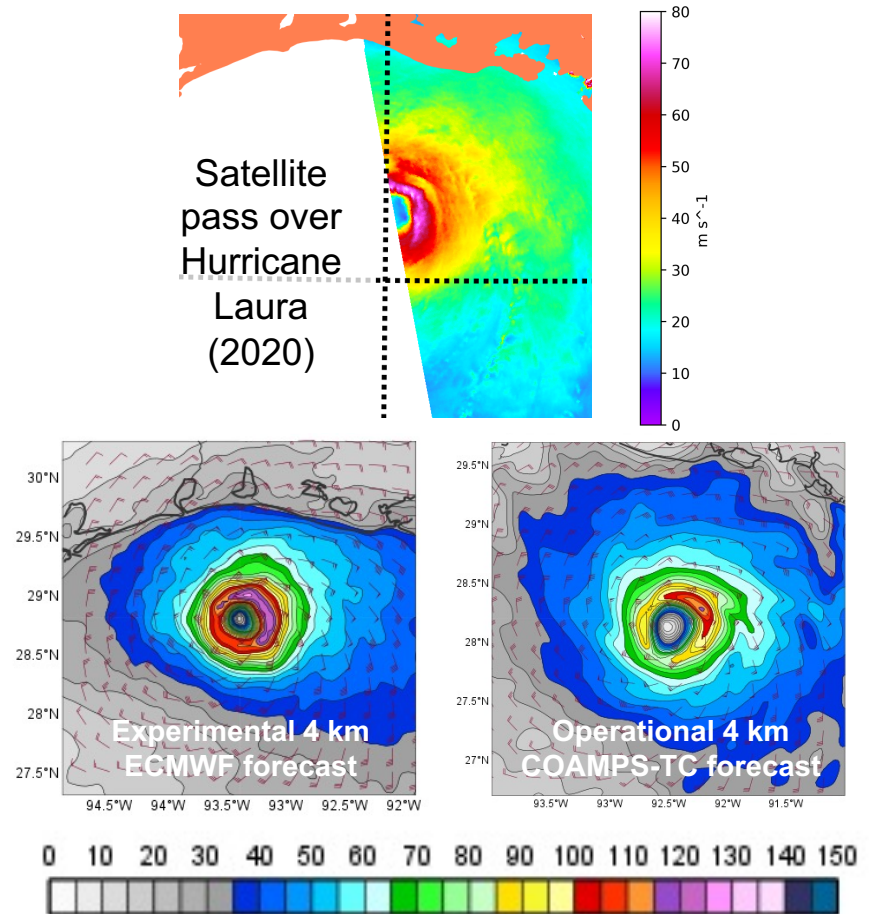 80
70
60
50
40
30
20
10
0
m s^-1
Satellite
pass over
Hurricane
Laura
(2020)
30°N
29.5°N
29°N
28.5°N
28°N
27.5°N
94.5°W 94°W 93.5°W 93°W 92.5°W 92°W
Experimental 4 km
ECMWF forecast
29.5°N
29°N
28.5°N
28°N
27.5°N
27°N
93.5°W 93°W 92.5°W 92°W 91.5°W
Operational 4 km
COAMPS-TC forecast
0 10 20 30 40 50 60 70 80 90 100 110 120 130 140 150